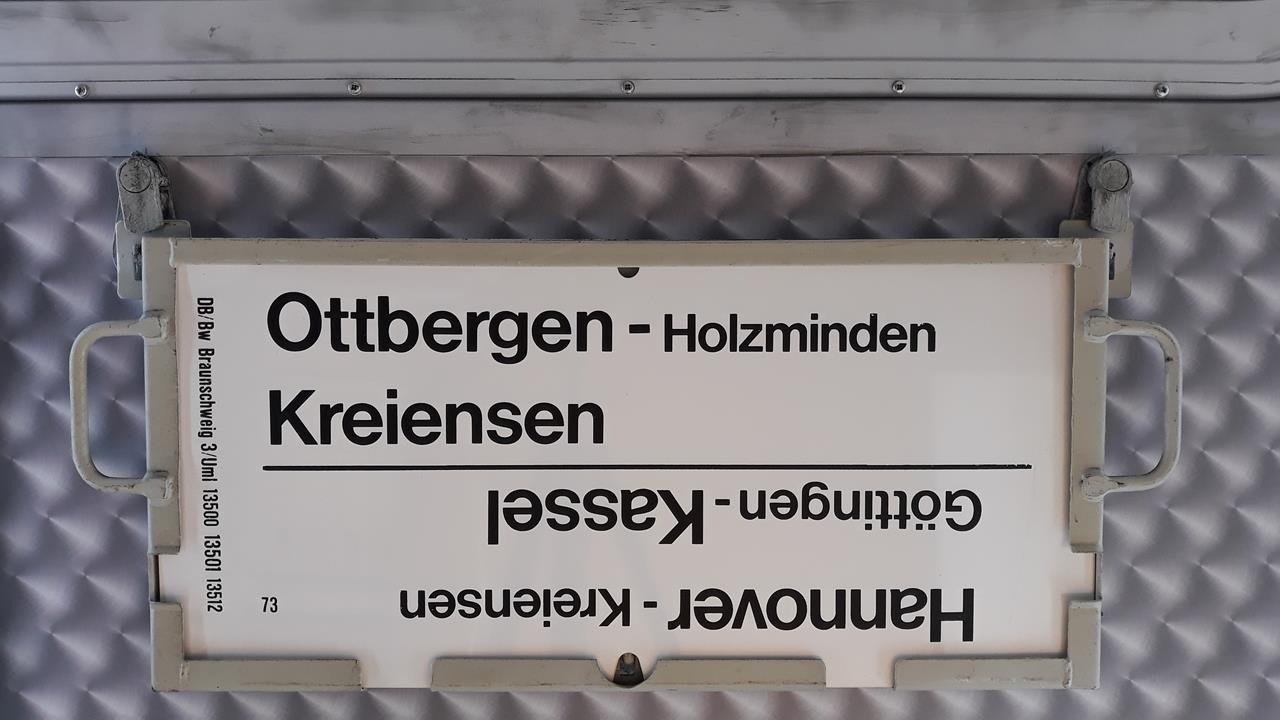 Ottbergen - Holzminden
Kreiensen
Hannover - Kreiensen
Göttingen - Kassel
DB/Bw Braunschweig 3/Uml 13500 13501 13512
73